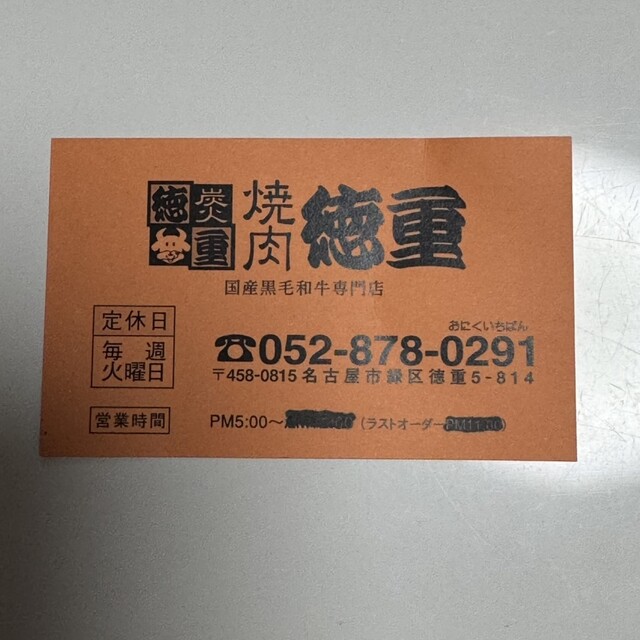 徳炭
重
焼肉 徳重
国産黒毛和牛専門店
定休日
毎週
火曜日
おにくいちばん
☎052-878-0291
〒458-0815 名古屋市緑区徳重5-814
営業時間
PM5:00～ (ラストオーダー )